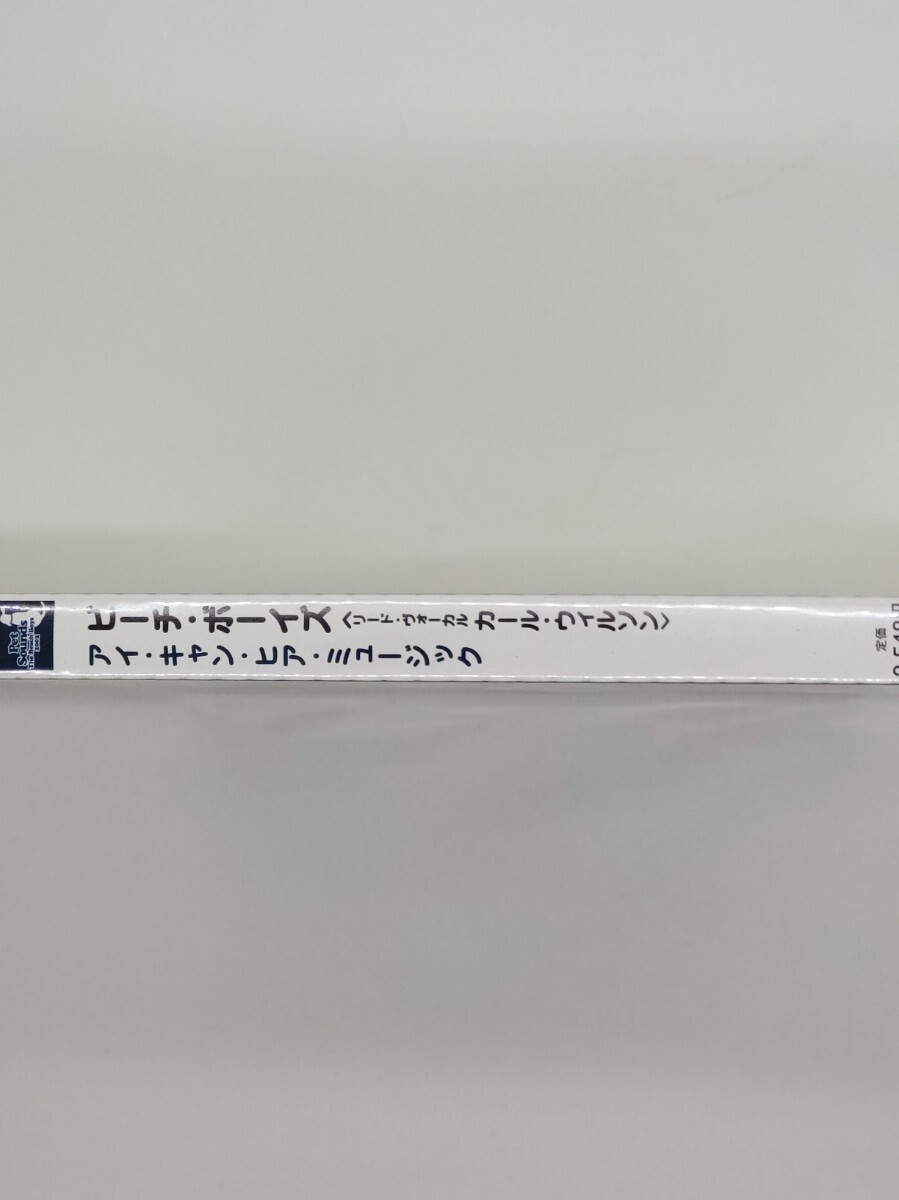 Pet
Sounds
ビーチ・ボーイズ〈リード・ヴォーカル カール・ウィルソン〉
アイ・キャン・ヒア・ミュージック
定価